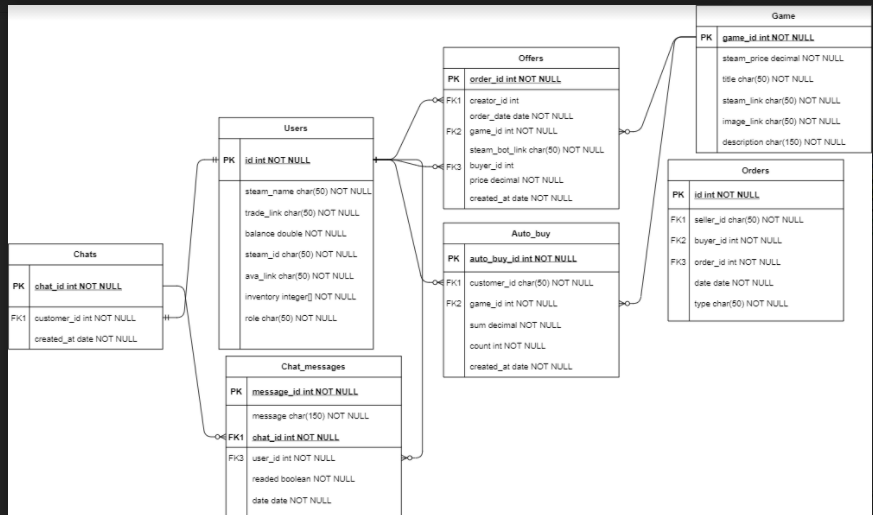 Game
PK game_id int NOT NULL
steam_price decimal NOT NULL
title char(50) NOT NULL
steam_link char(50) NOT NULL
image_link char(50) NOT NULL
description char(150) NOT NULL
Offers
PK order_id int NOT NULL
FK1 creator_id int
order_date date NOT NULL
FK2 game_id int NOT NULL
steam_bot_link char(50) NOT NULL
FK3 buyer_id int
price decimal NOT NULL
created_at date NOT NULL
Users
PK id int NOT NULL
steam_name char(50) NOT NULL
trade_link char(50) NOT NULL
balance double NOT NULL
steam_id char(50) NOT NULL
ava_link char(50) NOT NULL
inventory integer[] NOT NULL
role char(50) NOT NULL
Orders
PK id int NOT NULL
FK1 seller_id char(50) NOT NULL
FK2 buyer_id int NOT NULL
FK3 order_id int NOT NULL
date date NOT NULL
type char(50) NOT NULL
Auto_buy
PK auto_buy_id int NOT NULL
FK1 customer_id char(50) NOT NULL
FK2 game_id int NOT NULL
sum decimal NOT NULL
count int NOT NULL
created_at date NOT NULL
Chats
PK chat_id int NOT NULL
FK1 customer_id int NOT NULL
created_at date NOT NULL
Chat_messages
PK message_id int NOT NULL
message char(150) NOT NULL
FK1 chat_id int NOT NULL
FK3 user_id int NOT NULL
readed boolean NOT NULL
date date NOT NULL